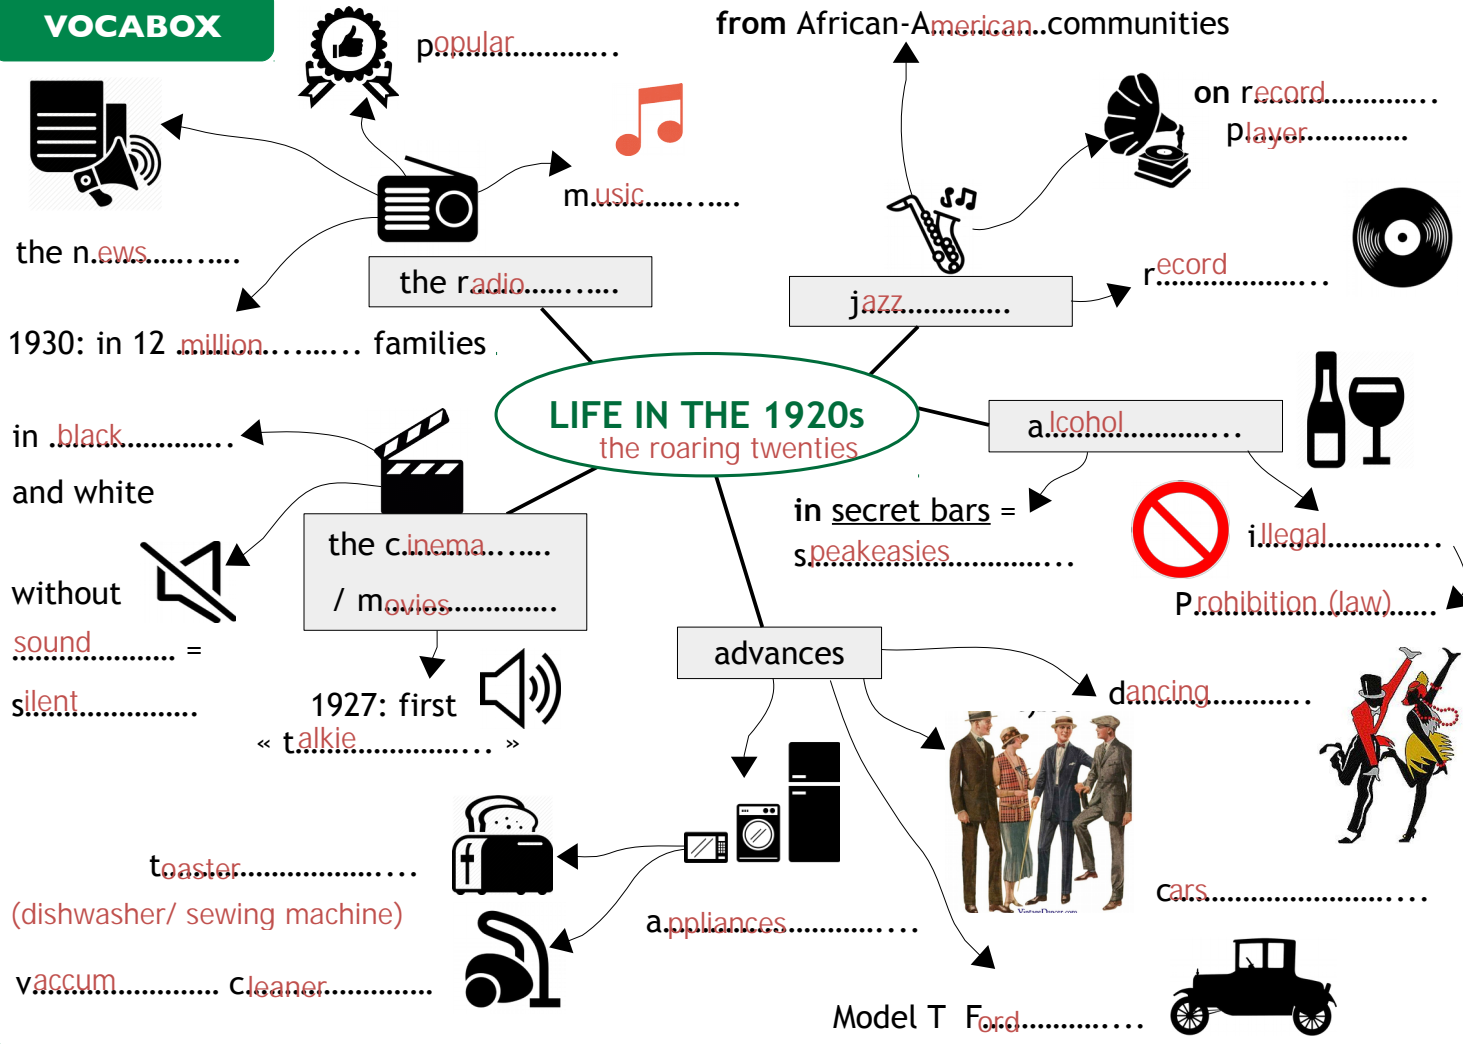 VOCABOX
popular
from African-American communities
on record
player
music
the news
the radio
jazz
record
1930: in 12 million families
LIFE IN THE 1920s
the roaring twenties
alcohol
in black
and white
in secret bars =
speakeasies
illegal
Prohibition (law)
the cinema
/ movies
without
sound =
silent
1927: first
« talkie »
advances
dancing
toaster
(dishwasher/ sewing machine)
appliances
cars
VintageDancer.com
vaccum cleaner
Model T Ford